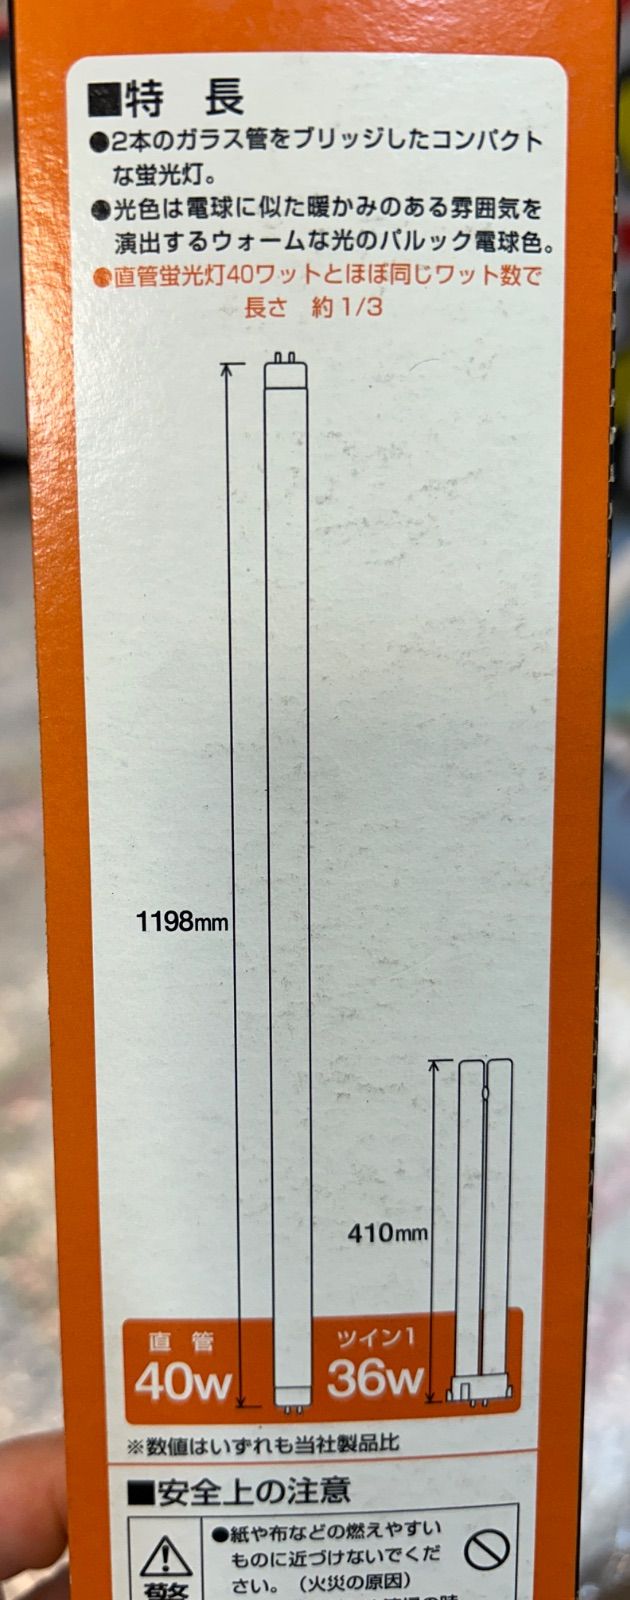 ■特 長
●2本のガラス管をブリッジしたコンパクト
な蛍光灯。
●光色は電球に似た暖かみのある雰囲気を
演出するウォームな光のパルック電球色。
●直管蛍光灯40ワットとほぼ同じワット数で
長さ 約1/3
1198mm
410mm
直 管
40W
ツイン1
36W
※数値はいずれも当社製品比
■安全上の注意
●紙や布などの燃えやすい
ものに近づけないでくだ
さい。（火災の原因）
警